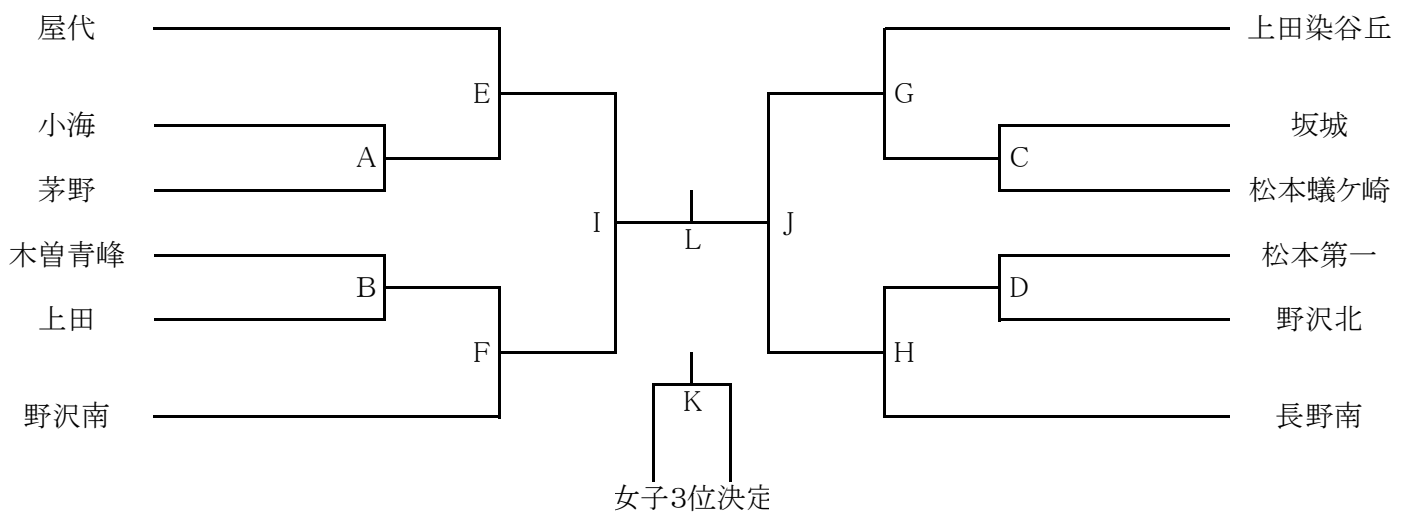 屋代
上田染谷丘
E
G
小海
坂城
A
C
茅野
松本蟻ケ崎
I
L
J
木曽青峰
松本第一
B
D
上田
野沢北
F
H
K
野沢南
長野南
女子3位決定